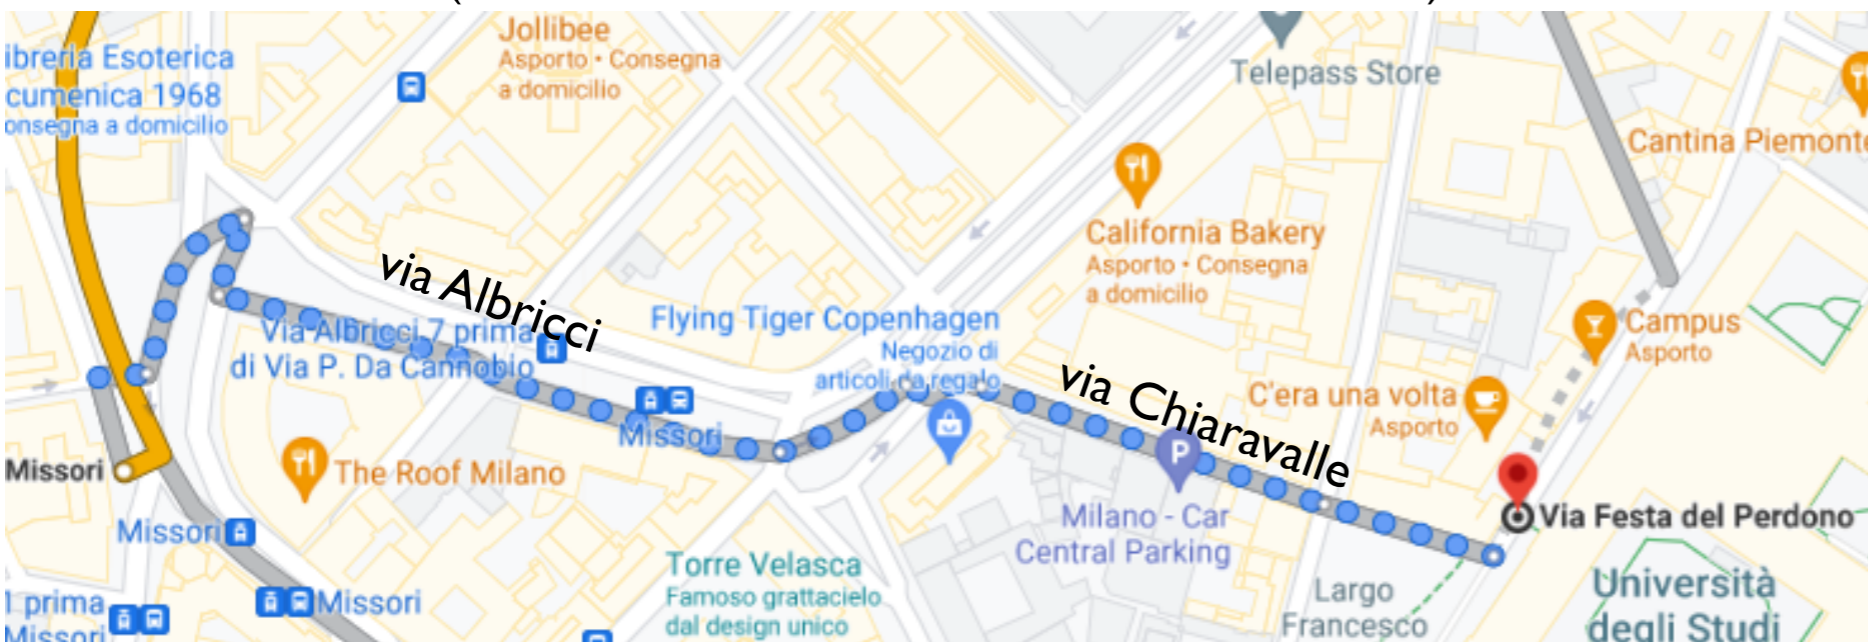 Jollibee
Asporto • Consegna
a domicilio
ibreria Esoterica
cumenica 1968
onsegna a domicilio
Telepass Store
Cantina Piemonte
California Bakery
Asporto • Consegna
a domicilio
via Albricci
Via Albricci, 7 prima
di Via P. Da Cannobio
Flying Tiger Copenhagen
Negozio di
articoli da regalo
Campus
Asporto
via Chiaravalle
C'era una volta
Asporto
P
Missori
Missori
The Roof Milano
Via Festa del Perdono
Missori
Milano - Car
Central Parking
Torre Velasca
Famoso grattacielo
dal design unico
Largo
Francesco
Università
degli Studi
Missori
1 prima
Missori